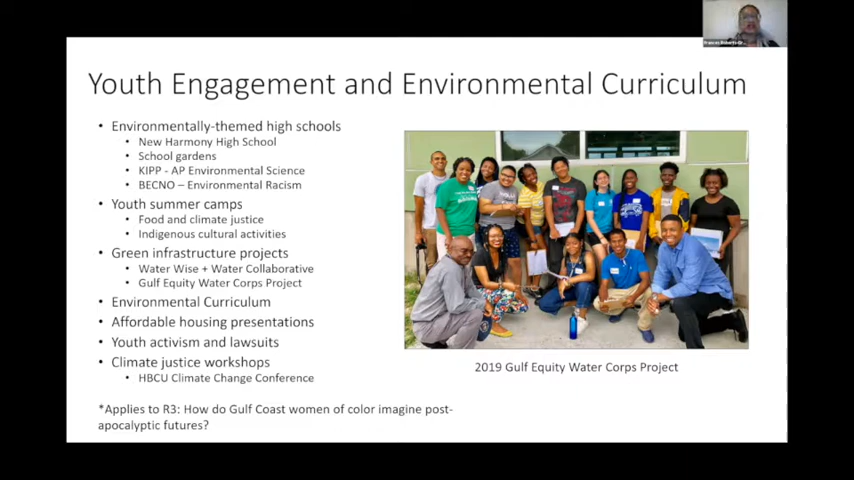 Youth Engagement and Environmental Curriculum
• Environmentally-themed high schools
• New Harmony High School
• School gardens
• KIPP - AP Environmental Science
• BECNO – Environmental Racism
• Youth summer camps
• Food and climate justice
• Indigenous cultural activities
• Green infrastructure projects
• Water Wise + Water Collaborative
• Gulf Equity Water Corps Project
• Environmental Curriculum
• Affordable housing presentations
• Youth activism and lawsuits
• Climate justice workshops
• HBCU Climate Change Conference
*Applies to R3: How do Gulf Coast women of color imagine post-
apocalyptic futures?
2019 Gulf Equity Water Corps Project